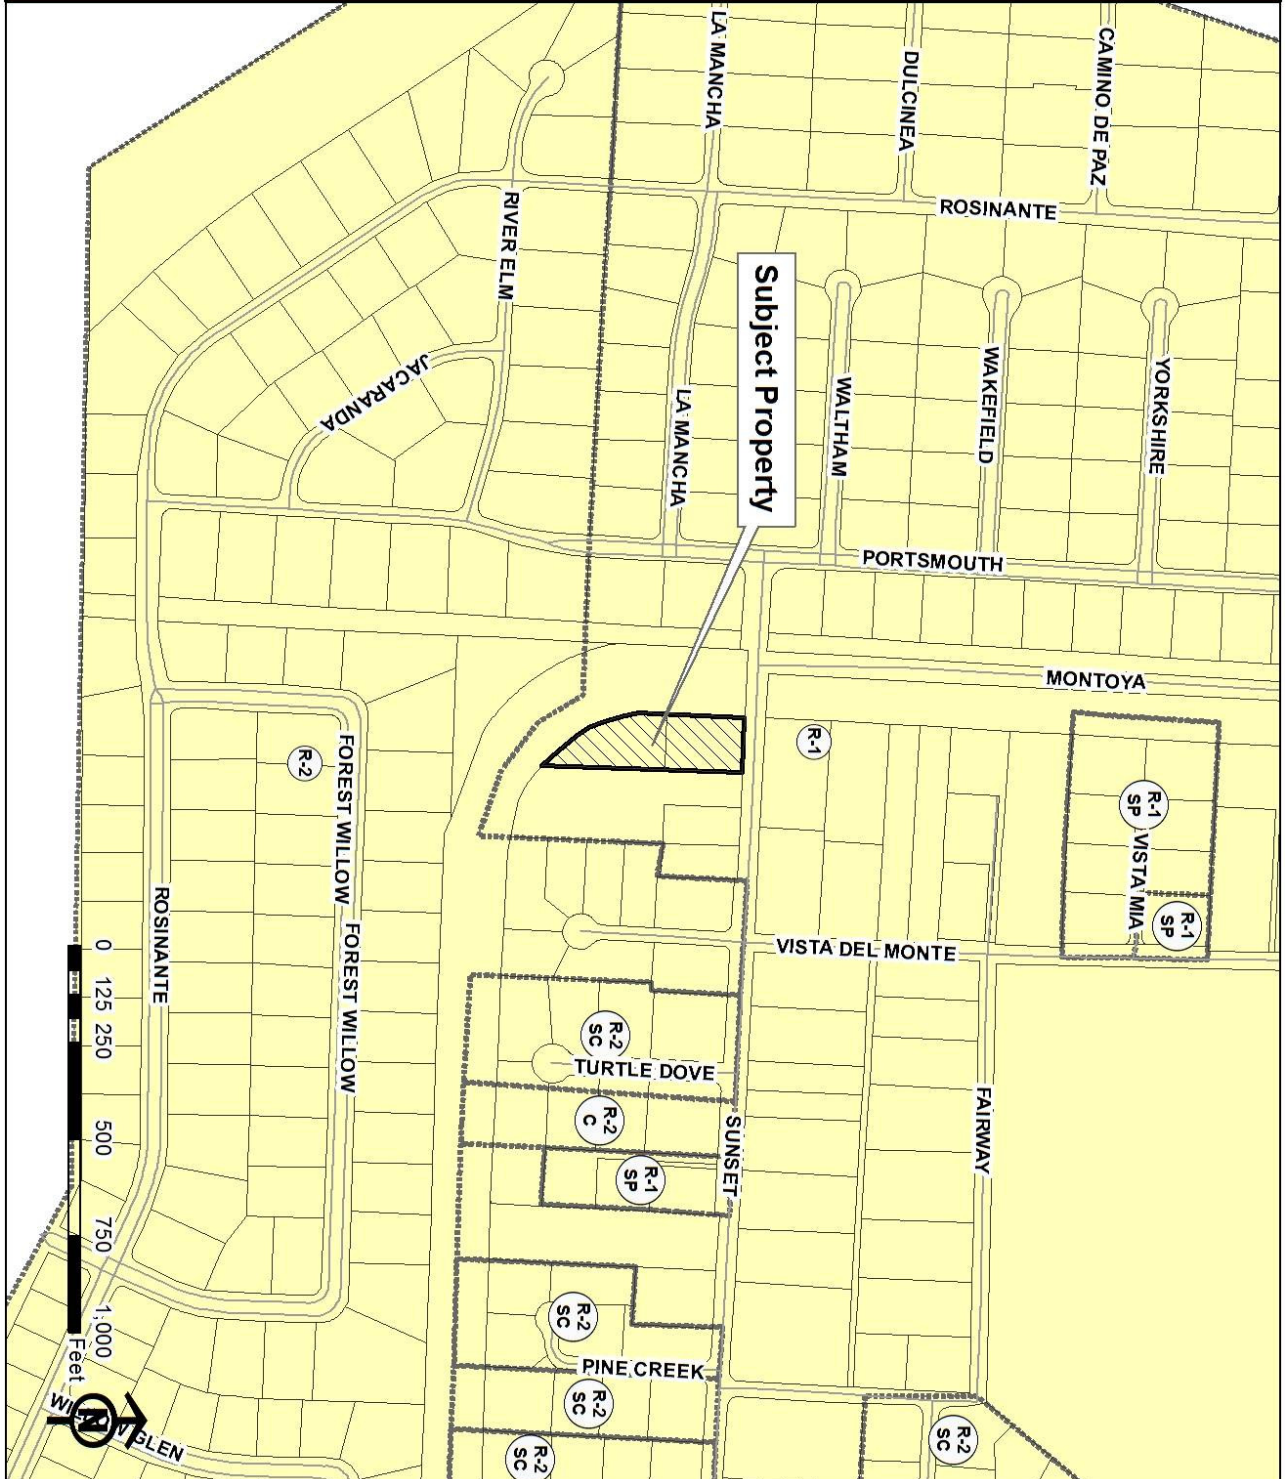 LA MANCHA
DULCINEA
CAMINO DE PAZ
ROSINANTE
RIVER ELM
Subject Property
JACARANDA
LA MANCHA
WALTHAM
WAKEFIELD
YORKSHIRE
PORTSMOUTH
MONTOYA
R-1
R-2
R-1
SP
VISTA MIA
R-1
SP
FOREST WILLOW
FOREST WILLOW
ROSINANTE
VISTA DEL MONTE
R-2
SC
TURTLE DOVE
R-2
C
SUNSET
FAIRWAY
R-1
SP
R-2
SC
PINE CREEK
R-2
SC
R-2
SC
R-2
SC
0 125 250 500 750 1,000
Feet
N
GLEN